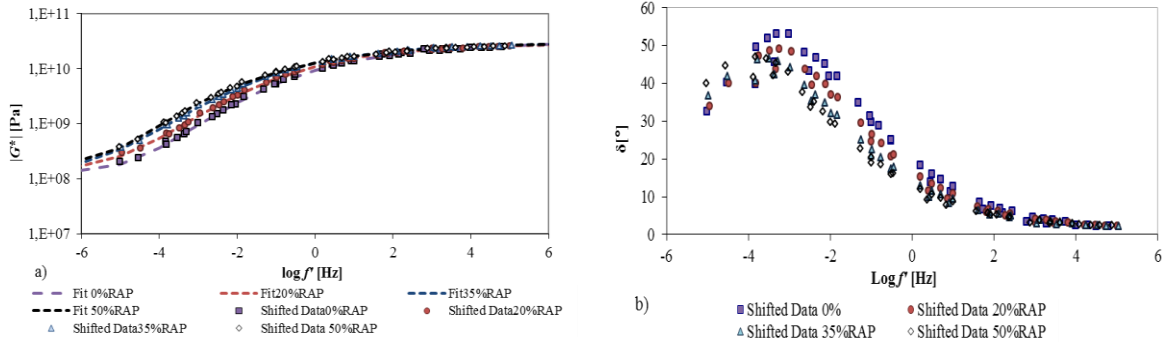 1,E+11
1,E+10
1,E+09
1,E+08
1,E+07
|G*| [Pa]
-6 -4 -2 0 2 4 6
log f' [Hz]
a)
Fit 0%RAP Fit20%RAP Fit35%RAP
Fit 50%RAP Shifted Data0%RAP Shifted Data20%RAP
Shifted Data35%RAP Shifted Data 50%RAP
60
50
40
30
20
10
0
δ [°]
-6 -4 -2 0 2 4 6
Log f' [Hz]
b)
Shifted Data 0% Shifted Data 20%RAP
Shifted Data 35%RAP Shifted Data 50%RAP